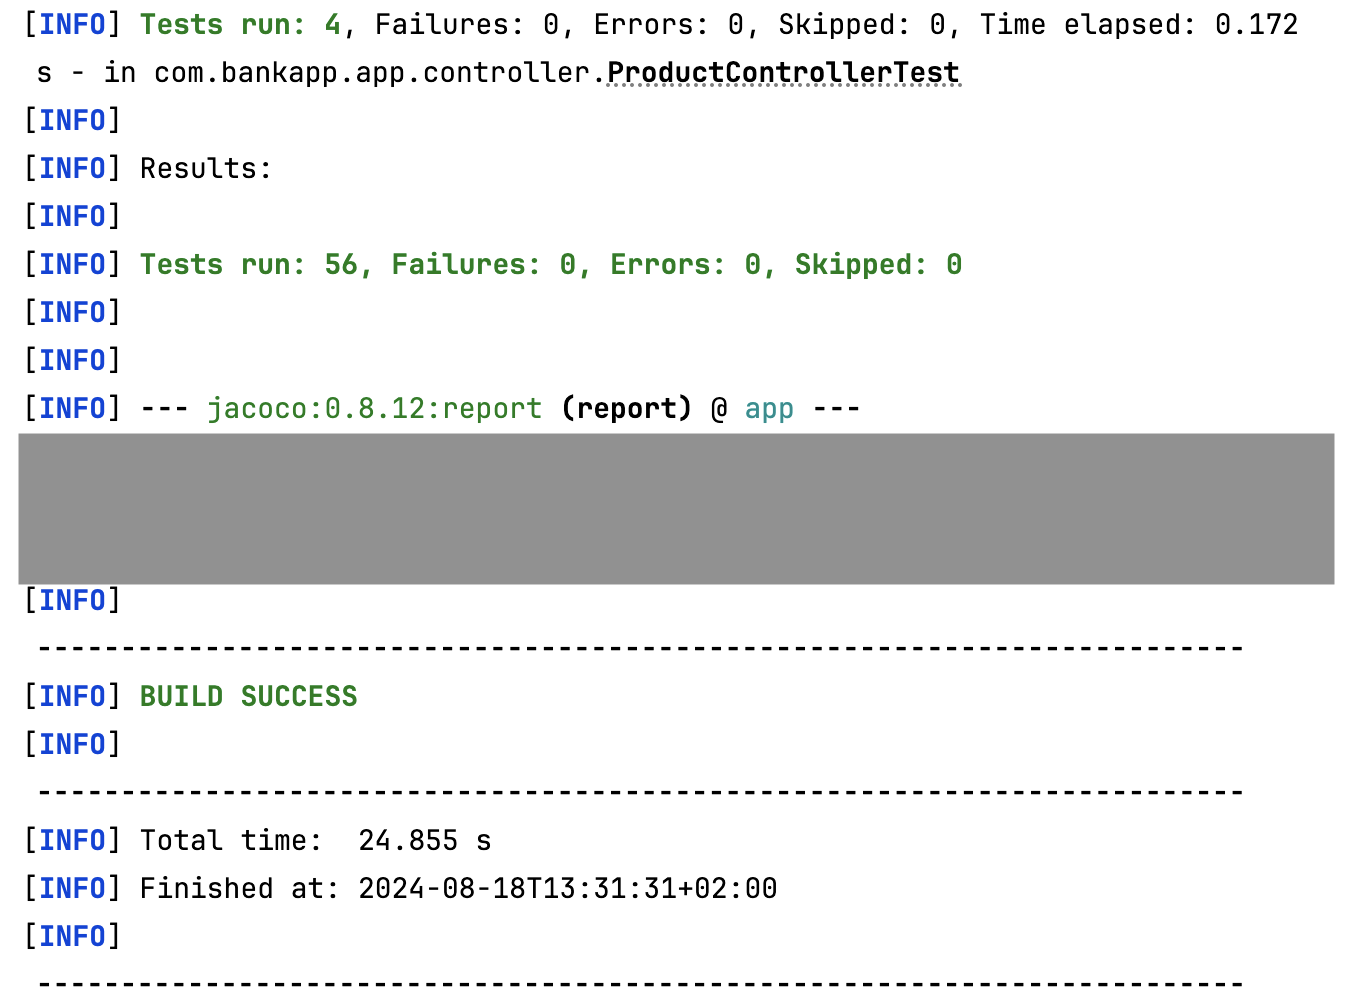 [INFO] Tests run: 4, Failures: 0, Errors: 0, Skipped: 0, Time elapsed: 0.172
s - in com.bankapp.app.controller.ProductControllerTest
[INFO]
[INFO] Results:
[INFO]
[INFO] Tests run: 56, Failures: 0, Errors: 0, Skipped: 0
[INFO]
[INFO]
[INFO] --- jacoco:0.8.12:report (report) @ app ---
[INFO]
------------------------------------------------------------------------
[INFO] BUILD SUCCESS
[INFO]
------------------------------------------------------------------------
[INFO] Total time:  24.855 s
[INFO] Finished at: 2024-08-18T13:31:31+02:00
[INFO]
------------------------------------------------------------------------